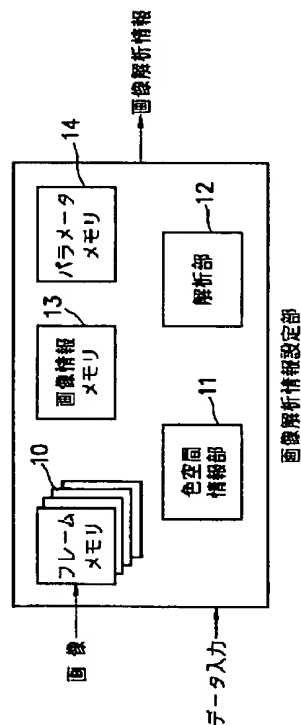 画像
フレーム
メモリ
10
画像情報
メモリ
13
パラメータ
メモリ
14
画像解析情報
データ入力
色空間
情報部
11
解析部
12
画像解析情報設定部